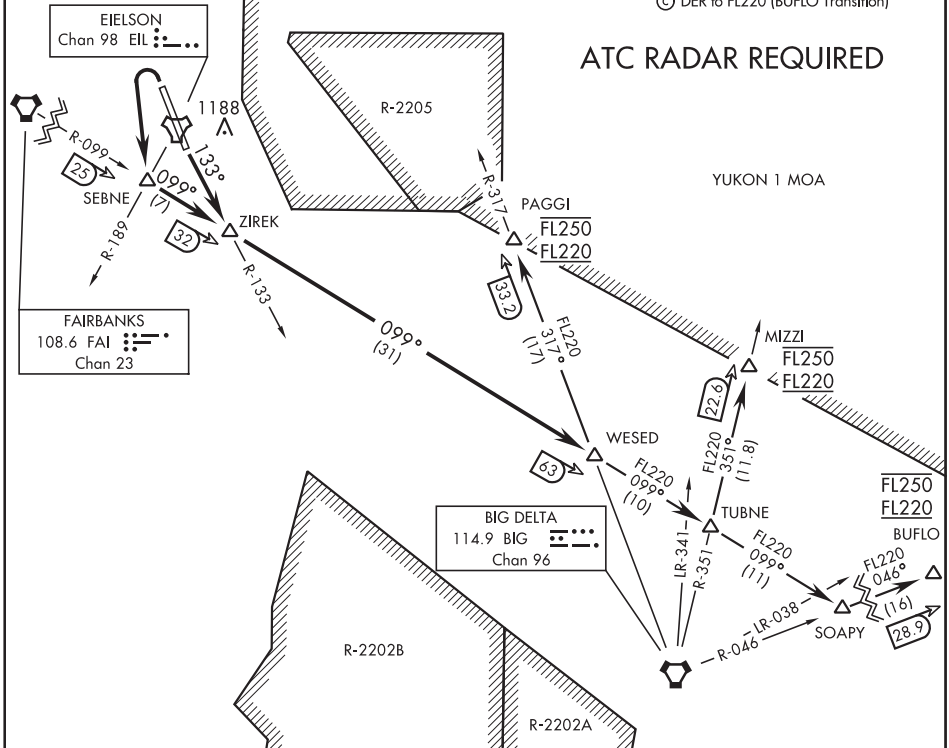 Ⓒ DER to FL220 (BUFLO Transition)
ATC RADAR REQUIRED
EIELSON
Chan 98 EIL
1188
R-2205
YUKON 1 MOA
R-099
25
SEBNE
099°
(7)
133°
32
ZIREK
R-189
R-133
R-317
PAGGI
FL250
FL220
33.2
FL220
317°
(17)
FAIRBANKS
108.6 FAI
Chan 23
099°
(31)
MIZZI
FL250
FL220
22.6
FL220
351°
(11.8)
WESED
63
FL220
099°
(10)
TUBNE
BIG DELTA
114.9 BIG
Chan 96
LR-341
R-351
FL220
099°
(11)
FL250
FL220
BUFLO
FL220
046°
(16)
SOAPY
28.9
LR-038
R-046
R-2202B
R-2202A